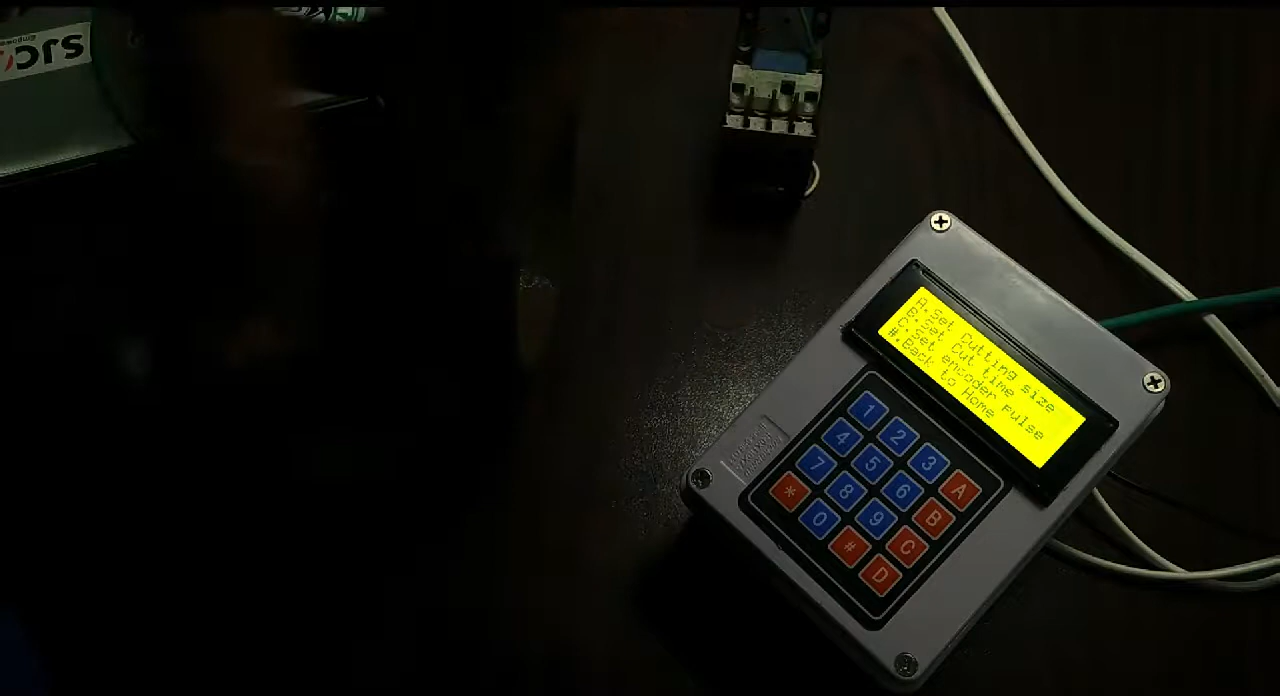 SJC
A.Set Cutting size
B.Set Cut time
C.Set encoder Pulse
#.Back to Home
1
2
3
A
4
5
6
B
7
8
9
C
*
0
#
D